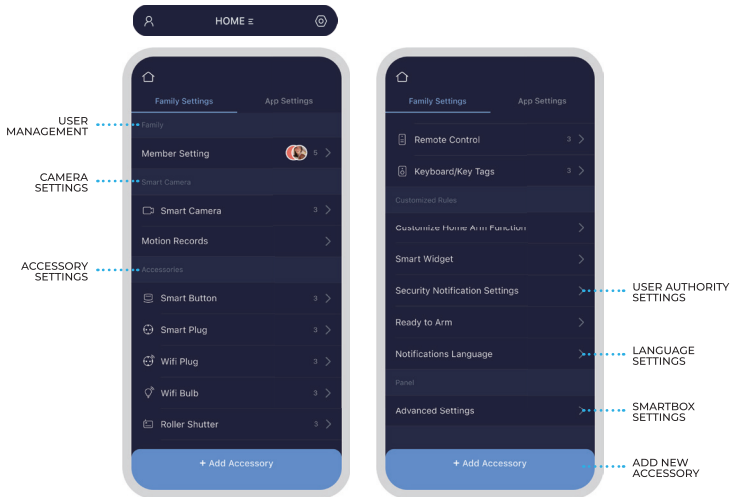 HOME
Family Settings App Settings
Family
Member Setting 5
Smart Camera
Smart Camera 3
Motion Records
Accessories
Smart Button 3
Smart Plug 3
Wifi Plug 3
Wifi Bulb 3
Roller Shutter 3
+ Add Accessory
USER
MANAGEMENT
CAMERA
SETTINGS
ACCESSORY
SETTINGS
Family Settings App Settings
Remote Control 3
Keyboard/Key Tags 3
Customized Rules
Customize Home Arm Function
Smart Widget
Security Notification Settings
Ready to Arm
Notifications Language
Panel
Advanced Settings
+ Add Accessory
USER AUTHORITY
SETTINGS
LANGUAGE
SETTINGS
SMARTBOX
SETTINGS
ADD NEW
ACCESSORY